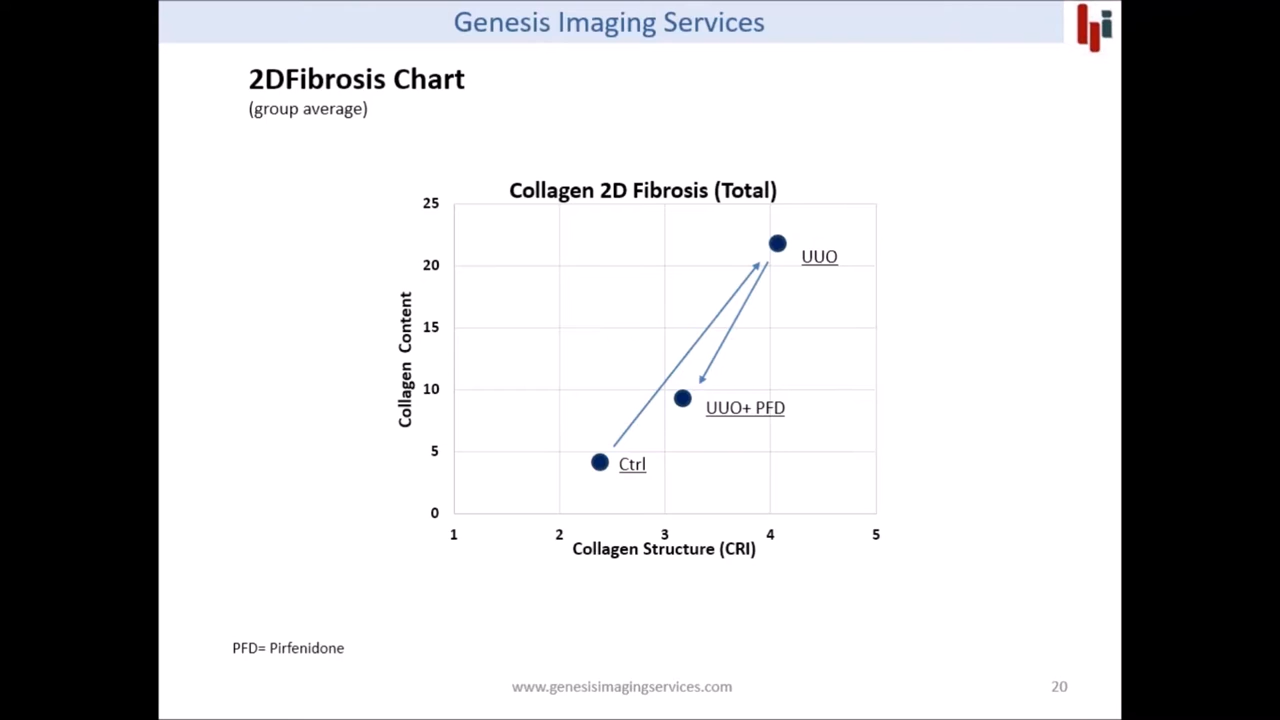 Genesis Imaging Services
2DFibrosis Chart
(group average)
Collagen 2D Fibrosis (Total)
25
20
15
10
5
0
Collagen Content
UUO
UUO+ PFD
Ctrl
1 2 3 4 5
Collagen Structure (CRI)
PFD= Pirfenidone
www.genesisimagingservices.com
20